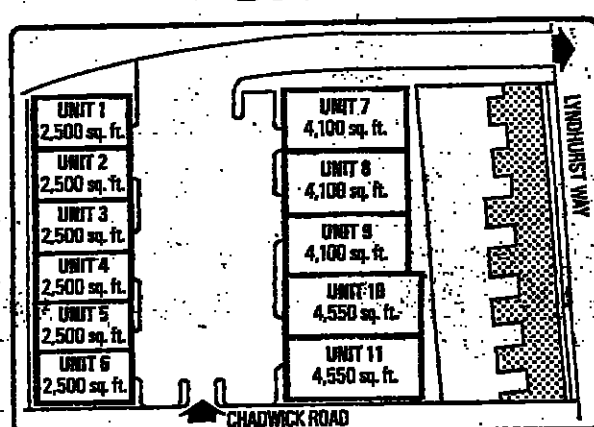 UNIT 1
2,500 sq. ft.
UNIT 2
2,500 sq. ft.
UNIT 3
2,500 sq. ft.
UNIT 4
2,500 sq. ft.
UNIT 5
2,500 sq. ft.
UNIT 6
2,500 sq. ft.
UNIT 7
4,100 sq. ft.
UNIT 8
4,100 sq. ft.
UNIT 9
4,100 sq. ft.
UNIT 10
4,550 sq. ft.
UNIT 11
4,550 sq. ft.
LYNDHURST WAY
CHADWICK ROAD